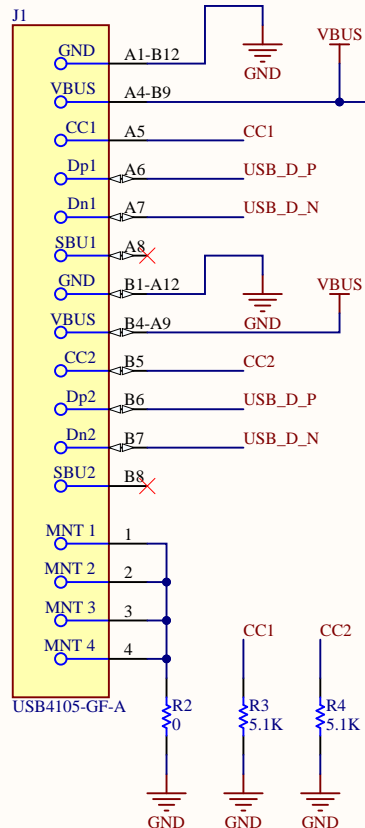 J1
GND A1-B12
GND
VBUS
VBUS A4-B9
CC1 A5 CC1
Dp1 A6 USB_D_P
Dn1 A7 USB_D_N
SBU1 A8
GND B1-A12
GND
VBUS
VBUS B4-A9
CC2 B5 CC2
Dp2 B6 USB_D_P
Dn2 B7 USB_D_N
SBU2 B8
MNT 1 1
MNT 2 2
MNT 3 3
MNT 4 4
CC1 CC2
USB4105-GF-A
R2 R3 R4
0 5.1K 5.1K
GND GND GND